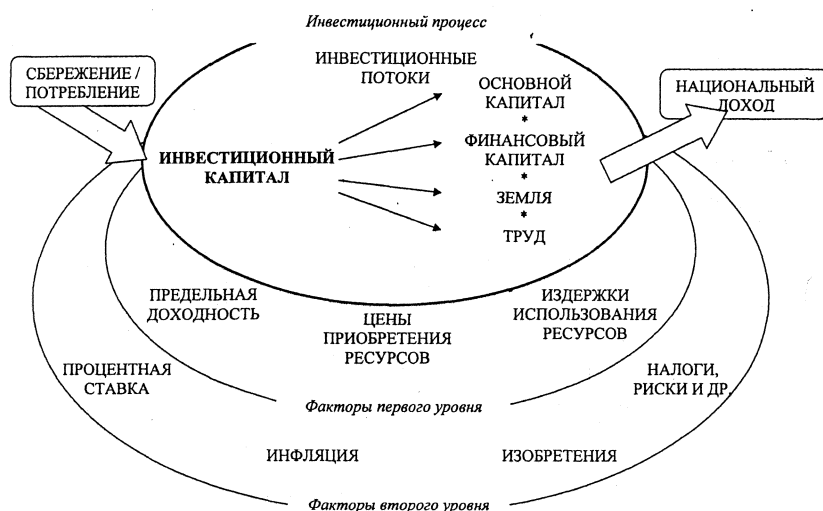 Инвестиционный процесс
СБЕРЕЖЕНИЕ /
ПОТРЕБЛЕНИЕ
ИНВЕСТИЦИОННЫЕ
ПОТОКИ
ИНВЕСТИЦИОННЫЙ
КАПИТАЛ
ОСНОВНОЙ
КАПИТАЛ
*
ФИНАНСОВЫЙ
КАПИТАЛ
*
ЗЕМЛЯ
*
ТРУД
НАЦИОНАЛЬНЫЙ
ДОХОД
ПРЕДЕЛЬНАЯ
ДОХОДНОСТЬ
ЦЕНЫ
ПРИОБРЕТЕНИЯ
РЕСУРСОВ
ИЗДЕРЖКИ
ИСПОЛЬЗОВАНИЯ
РЕСУРСОВ
Факторы первого уровня
ПРОЦЕНТНАЯ
СТАВКА
НАЛОГИ,
РИСКИ И ДР.
ИНФЛЯЦИЯ
ИЗОБРЕТЕНИЯ
Факторы второго уровня